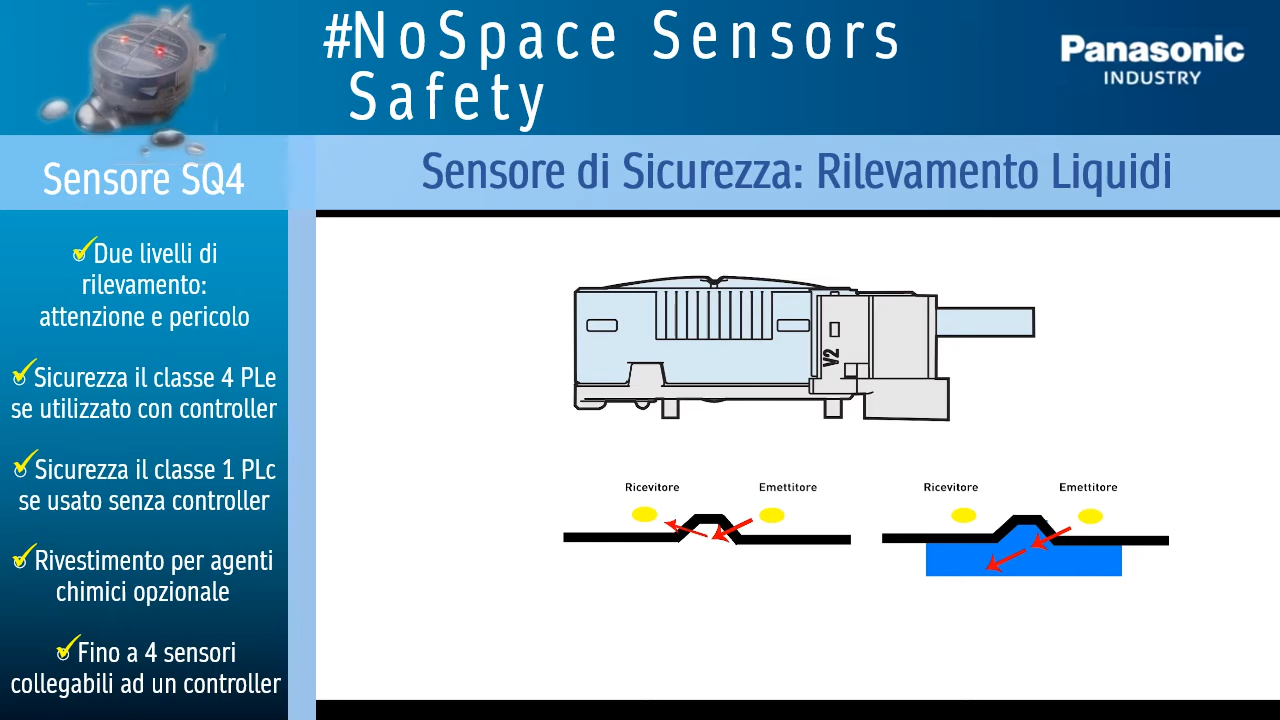 #NoSpace Sensors
Safety
Panasonic
INDUSTRY
Sensore SQ4
Sensore di Sicurezza: Rilevamento Liquidi
Due livelli di
rilevamento:
attenzione e pericolo
Sicurezza il classe 4 PLe
se utilizzato con controller
Sicurezza il classe 1 PLc
se usato senza controller
Rivestimento per agenti
chimici opzionale
Fino a 4 sensori
collegabili ad un controller
V2
Ricevitore Emettitore
Ricevitore Emettitore